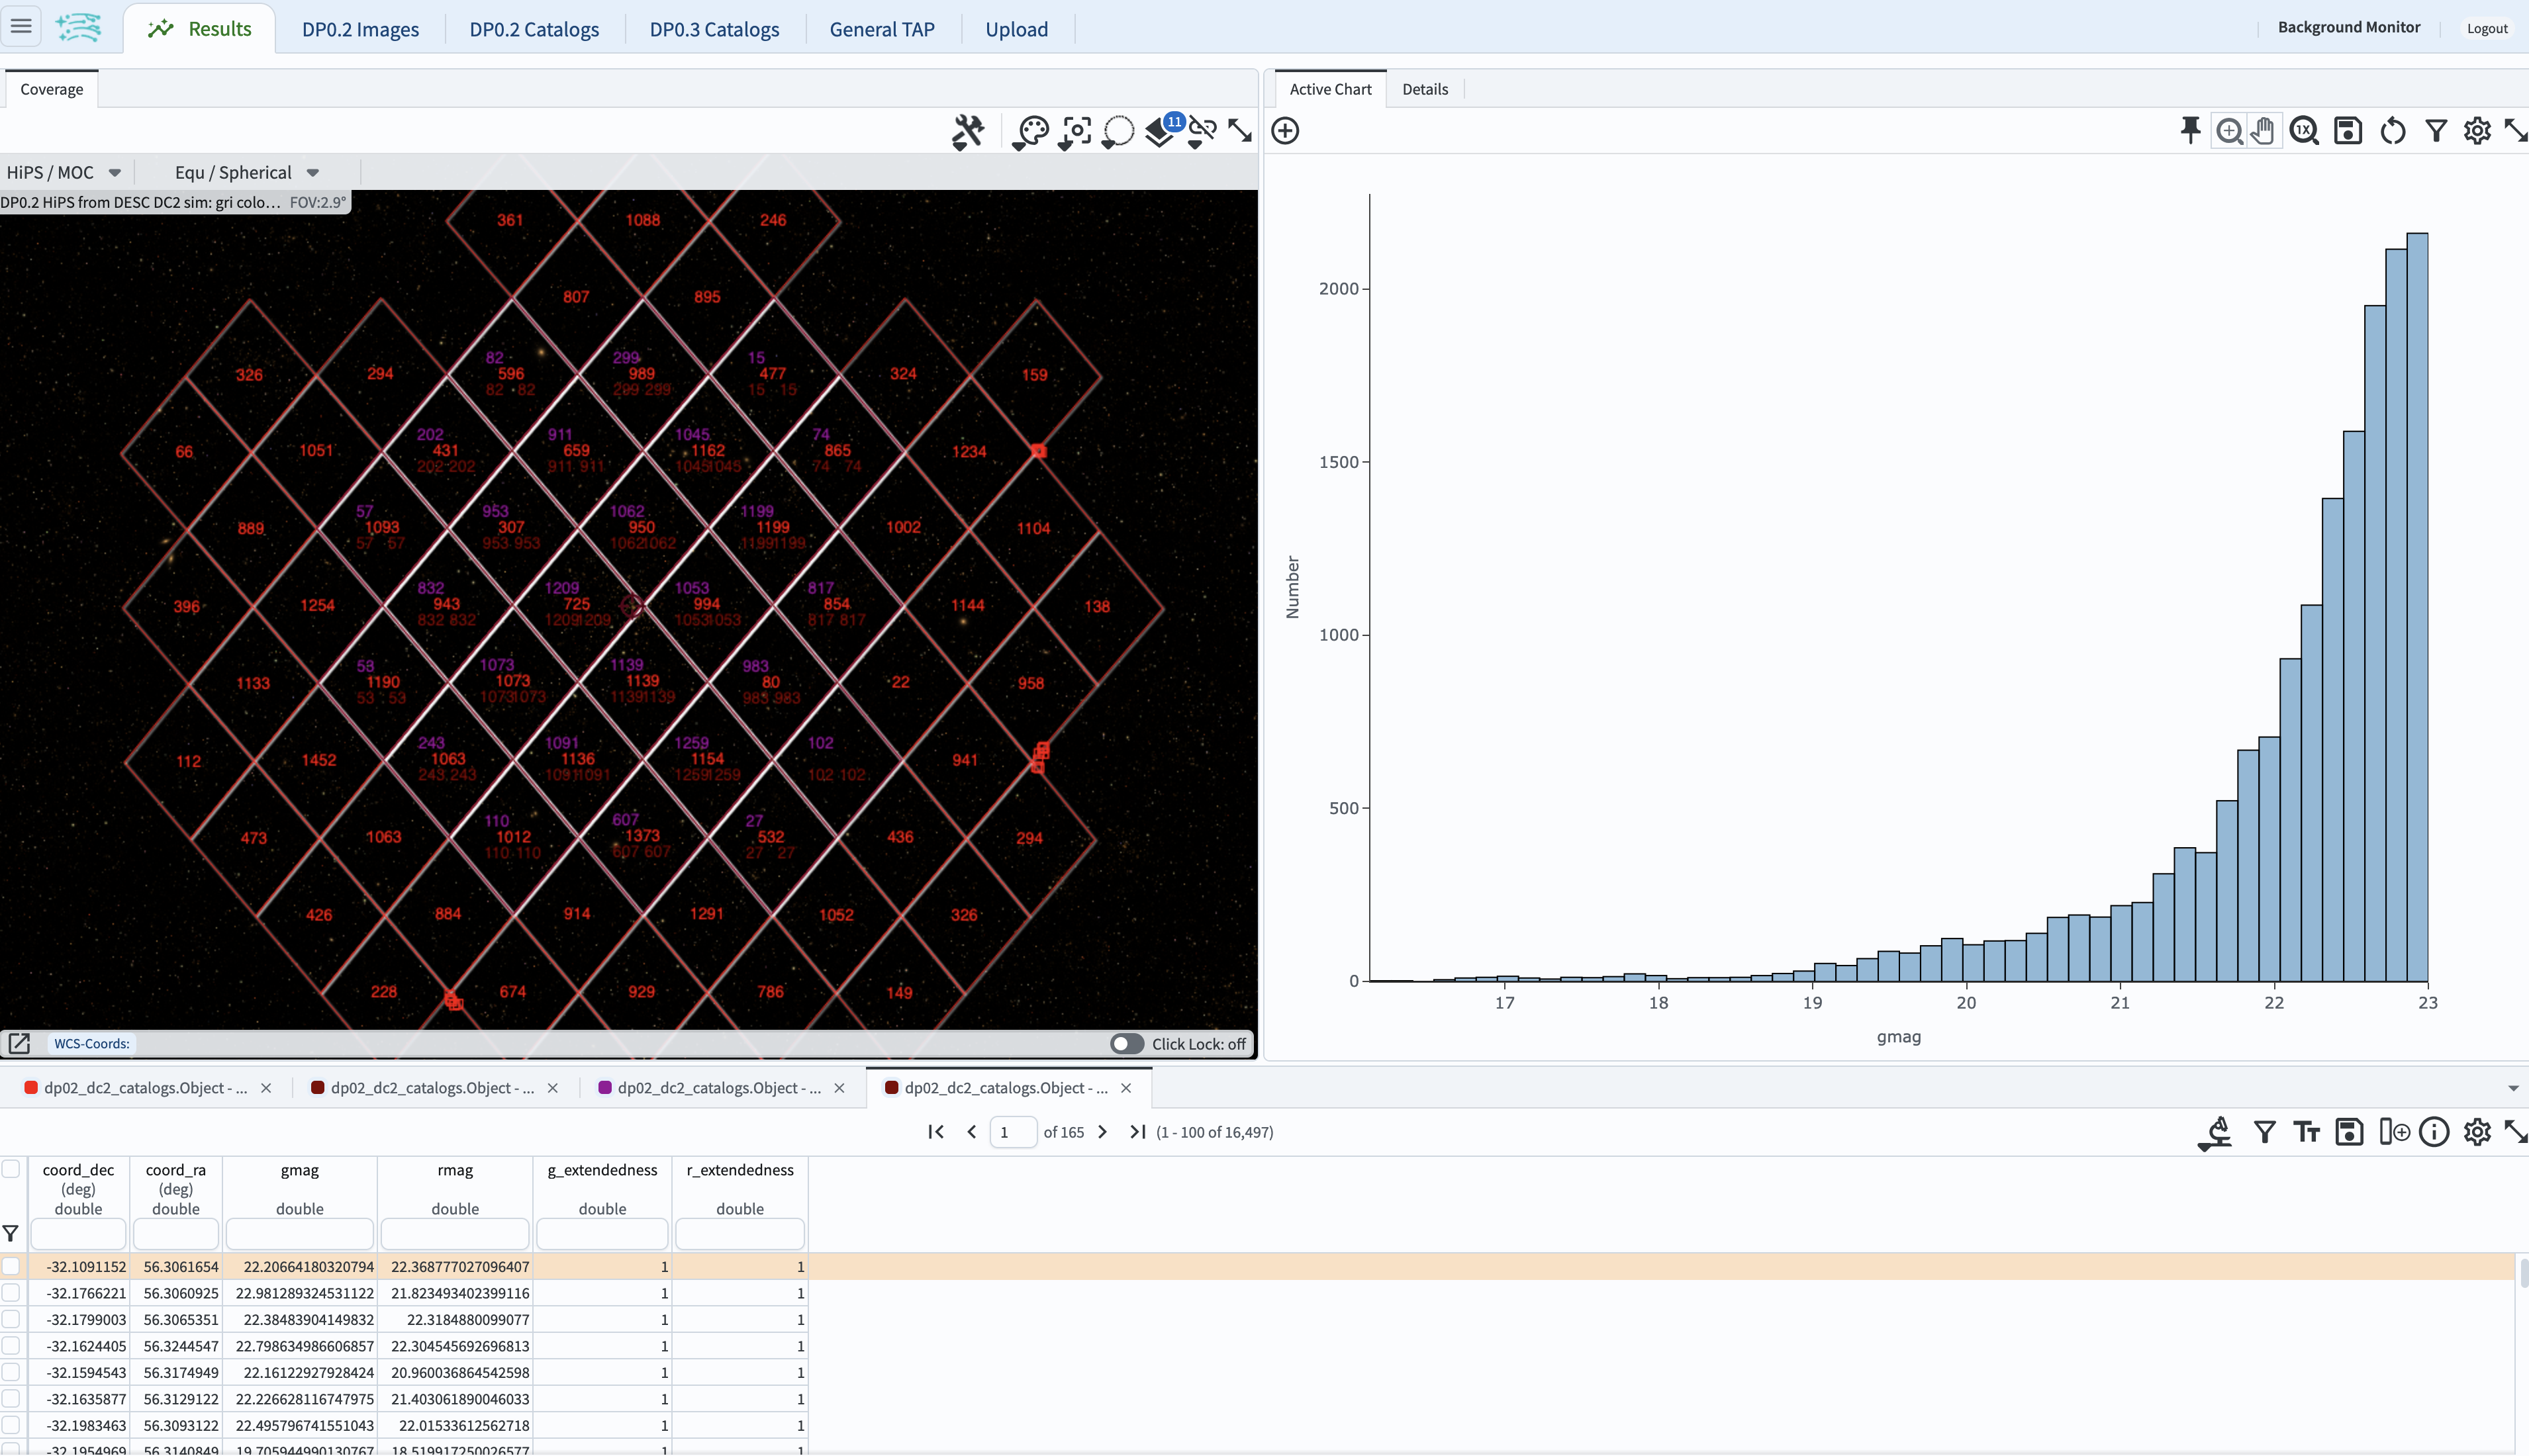 Results DP0.2 Images DP0.2 Catalogs DP0.3 Catalogs General TAP Upload Background Monitor Logout
Coverage
11
HiPS / MOC Equ / Spherical
DP0.2 HiPS from DESC DC2 sim: gri colo... FOV:2.9°
361 1088 246
807 895
82 299 15
326 294 596 989 477 324 159
82 82 299 299 15 15
202 911 1045 74
66 1051 431 659 1162 865 1234
202 202 911 911 1045 1045 74 74
57 953 1062 1199
889 1093 307 950 1199 1002 1104
57 57 953 953 1062 1062 1199 1199
832 1209 1053 817
396 1254 943 725 994 854 1144 138
832 832 1209 1209 1053 1053 817 817
53 1073 1139 983
1133 1190 1073 1139 80 22 958
53 53 1073 1073 1139 1139 983 983
243 1091 1259 102
112 1452 1063 1136 1154 941
243 243 1091 1091 1259 1259 102 102
110 607 27
473 1063 1012 1373 532 436 294
110 110 607 607 27 27
426 884 914 1291 1052 326
228 674 929 786 149
WCS-Coords: Click Lock: off
Active Chart Details
1X
2000
1500
1000
500
0
Number
17 18 19 20 21 22 23
gmag
dp02_dc2_catalogs.Object - ... dp02_dc2_catalogs.Object - ... dp02_dc2_catalogs.Object - ... dp02_dc2_catalogs.Object - ...
1 of 165 (1 - 100 of 16,497)
coord_dec coord_ra gmag rmag g_extendedness r_extendedness
(deg) (deg)
double double double double double double
-32.1091152 56.3061654 22.20664180320794 22.368777027096407 1 1
-32.1766221 56.3060925 22.981289324531122 21.823493402399116 1 1
-32.1799003 56.3065351 22.38483904149832 22.3184880099077 1 1
-32.1624405 56.3244547 22.798634986606857 22.304545692696813 1 1
-32.1594543 56.3174949 22.16122927928424 20.960036864542598 1 1
-32.1635877 56.3129122 22.226628116747975 21.403061890046033 1 1
-32.1983463 56.3093122 22.495796741551043 22.01533612562718 1 1
-32.1954969 56.3140849 19.705944990130767 18.519917250026577 1 1